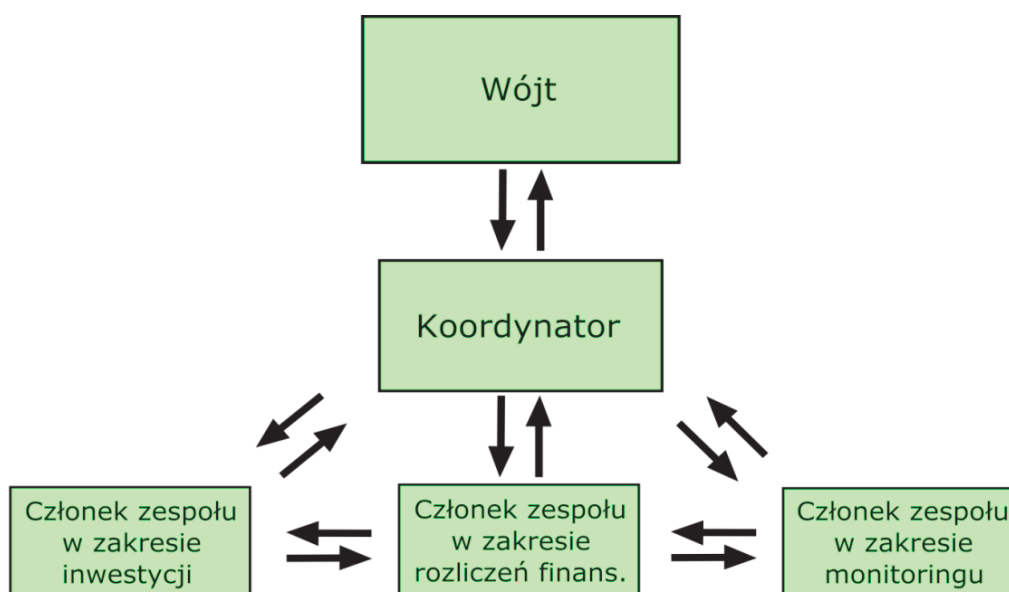 Wójt
Koordynator
Członek zespołu
w zakresie
inwestycji
Członek zespołu
w zakresie
rozliczeń finans.
Członek zespołu
w zakresie
monitoringu